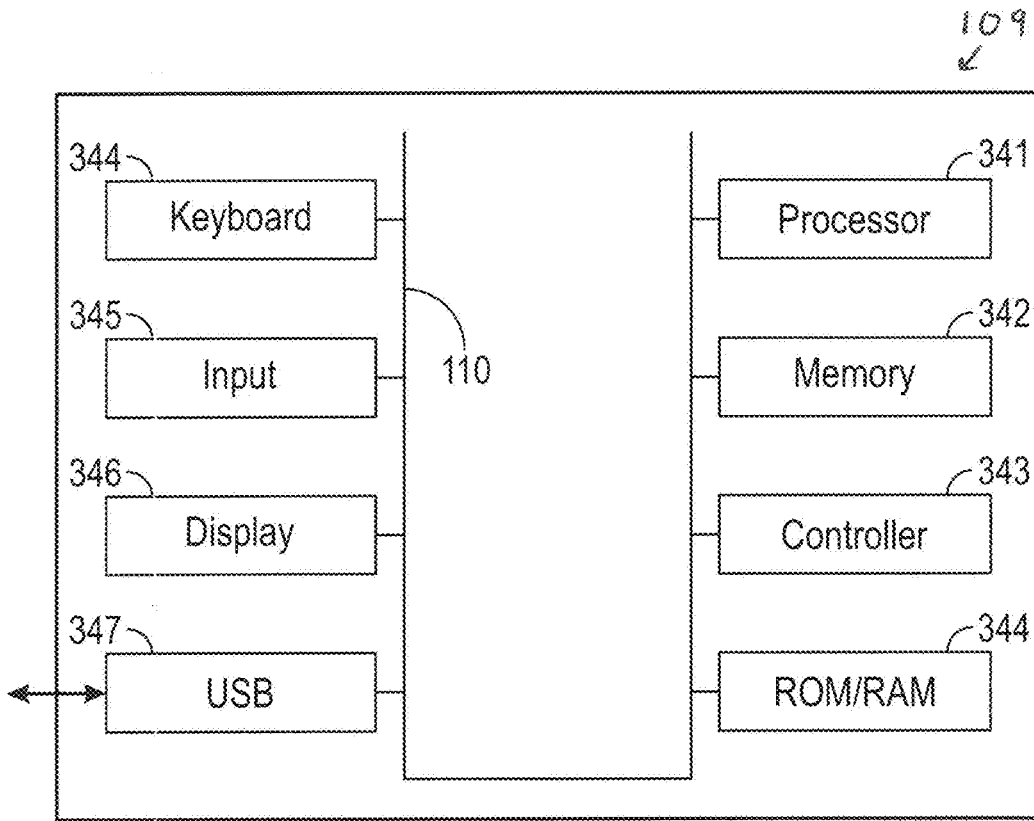 109
344
Keyboard
341
Processor
345
Input
110
342
Memory
346
Display
343
Controller
347
USB
344
ROM/RAM